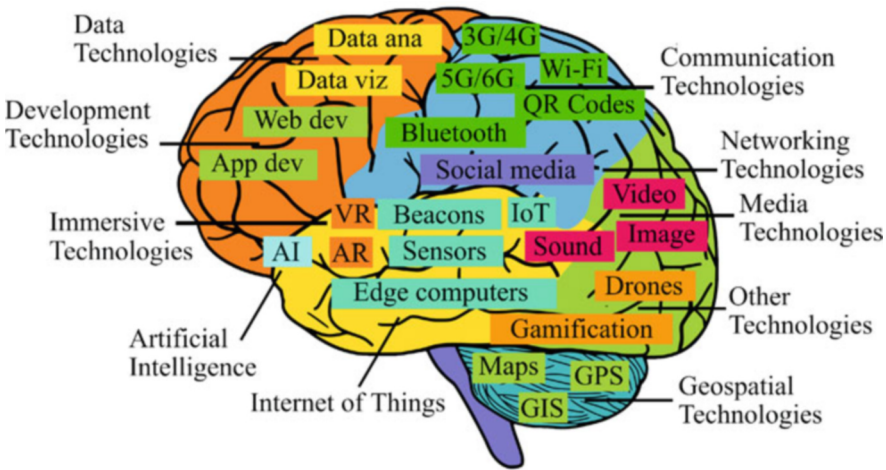 Data
Technologies
Data ana
3G/4G
Communication
Technologies
Data viz
5G/6G
Wi-Fi
Development
Technologies
Web dev
QR Codes
Bluetooth
App dev
Social media
Networking
Technologies
Video
Media
Technologies
Immersive
Technologies
VR
Beacons
IoT
Image
AI
AR
Sensors
Sound
Edge computers
Drones
Other
Technologies
Artificial
Intelligence
Gamification
Internet of Things
Maps
GPS
GIS
Geospatial
Technologies